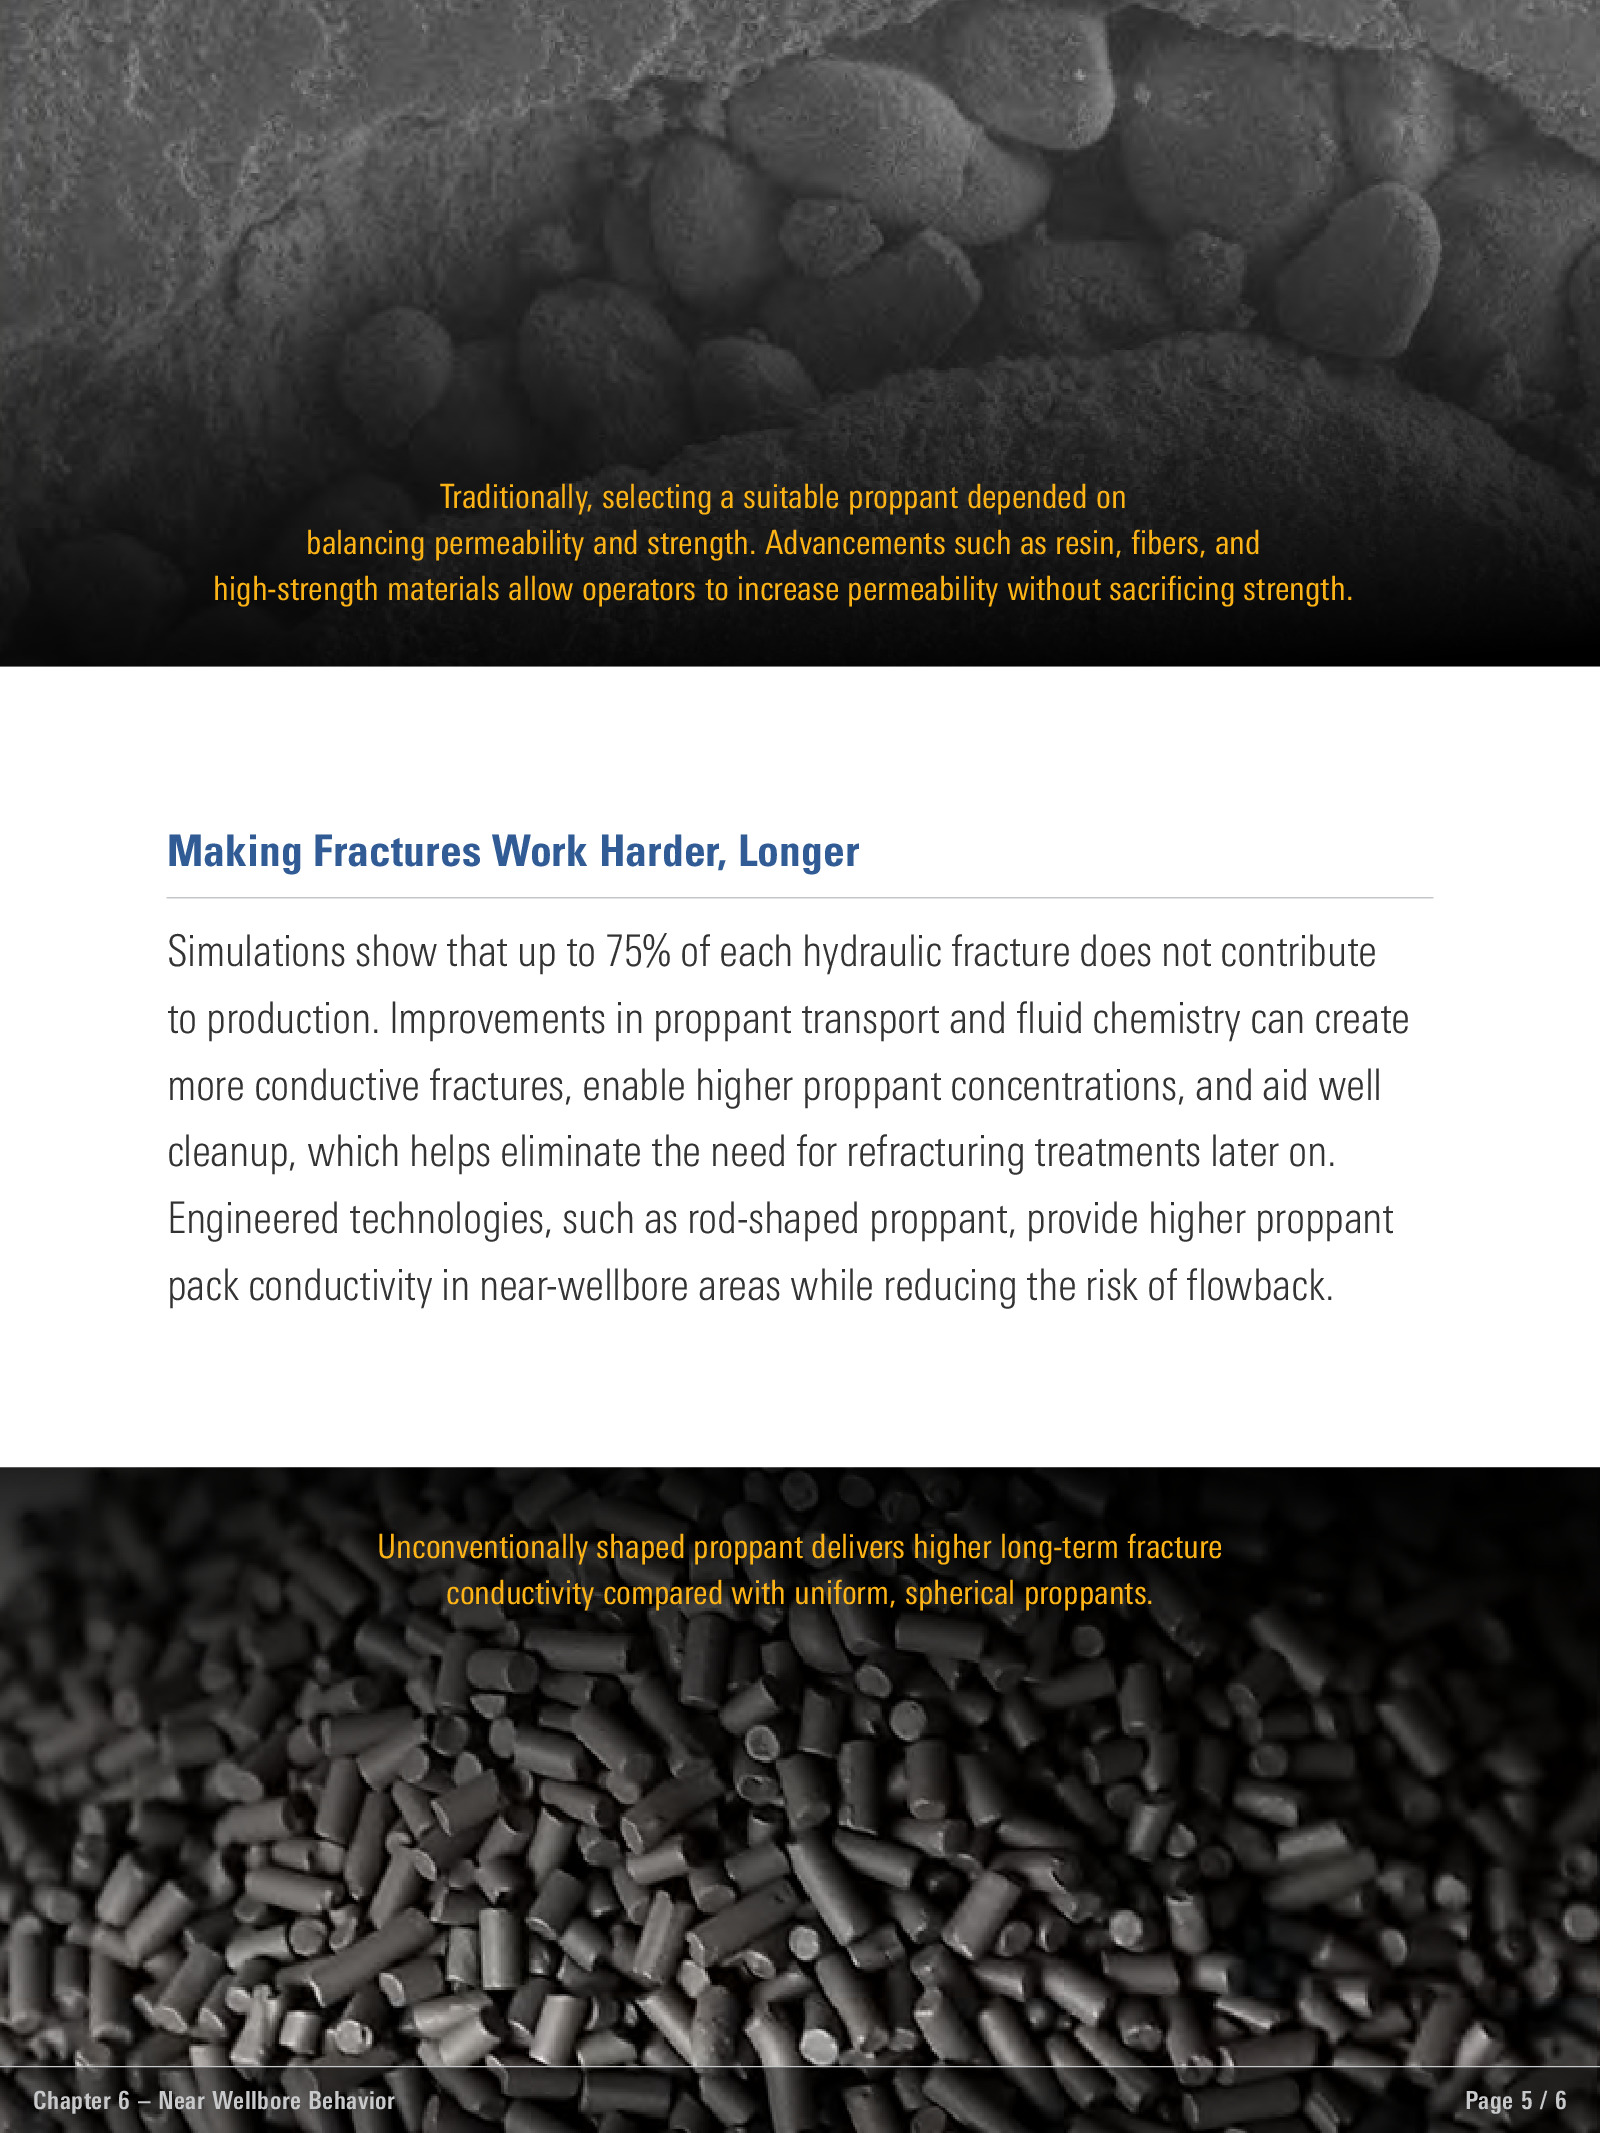 Traditionally, selecting a suitable proppant depended on
balancing permeability and strength. Advancements such as resin, fibers, and
high-strength materials allow operators to increase permeability without sacrificing strength.
Making Fractures Work Harder, Longer
Simulations show that up to 75% of each hydraulic fracture does not contribute
to production. Improvements in proppant transport and fluid chemistry can create
more conductive fractures, enable higher proppant concentrations, and aid well
cleanup, which helps eliminate the need for refracturing treatments later on.
Engineered technologies, such as rod-shaped proppant, provide higher proppant
pack conductivity in near-wellbore areas while reducing the risk of flowback.
Unconventionally shaped proppant delivers higher long-term fracture
conductivity compared with uniform, spherical proppants.
Chapter 6 – Near Wellbore Behavior
Page 5 / 6